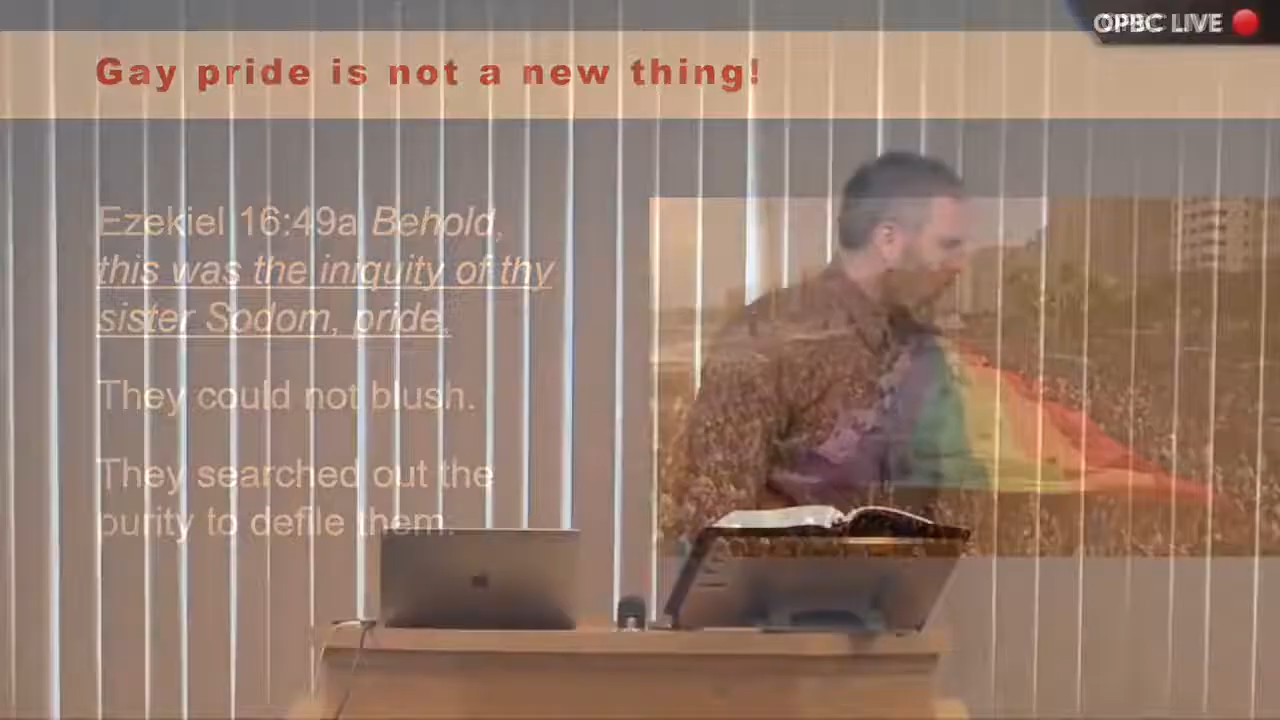 OPBC LIVE
Gay pride is not a new thing!
Ezekiel 16:49a Behold,
this was the iniquity of thy
sister Sodom, pride,
They could not blush.
They searched out the
purity to defile them.